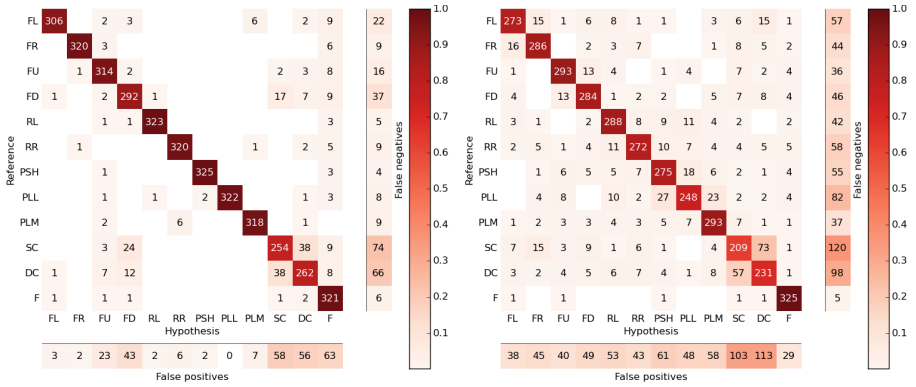 FL 306 2 3 6 2 9 22
FR 320 3 6 9
FU 1 314 2 2 3 8 16
FD 1 2 292 1 17 7 9 37
RL 1 1 323 3 5
RR 1 320 1 2 5 9
PSH 1 325 3 4
PLL 1 1 2 322 1 3 8
PLM 2 6 318 1 9
SC 3 24 254 38 9 74
DC 1 7 12 38 262 8 66
F 1 1 1 2 321 6
FL FR FU FD RL RR PSH PLL PLM SC DC F
Hypothesis
Reference
False negatives
3 2 23 43 2 6 2 0 7 58 56 63
False positives
1.0
0.9
0.8
0.7
0.6
0.5
0.4
0.3
0.2
0.1
FL 273 15 1 6 8 1 1 3 6 15 1 57
FR 16 286 2 3 7 3 8 5 2 44
FU 1 293 13 4 1 4 7 2 4 36
FD 4 13 284 1 2 2 5 7 8 4 46
RL 3 1 2 288 8 9 11 4 2 2 42
RR 2 5 1 4 11 272 10 7 4 4 5 5 58
PSH 1 6 5 5 7 275 18 6 2 1 4 55
PLL 4 8 10 2 27 248 23 2 2 4 82
PLM 1 2 3 3 4 3 5 7 293 7 1 1 37
SC 7 15 3 9 1 6 1 4 209 73 1 120
DC 3 2 4 5 6 7 4 1 8 57 231 1 98
F 1 1 1 1 1 325 5
FL FR FU FD RL RR PSH PLL PLM SC DC F
Hypothesis
Reference
False negatives
38 45 40 49 53 43 61 48 58 103 113 29
False positives
1.0
0.9
0.8
0.7
0.6
0.5
0.4
0.3
0.2
0.1